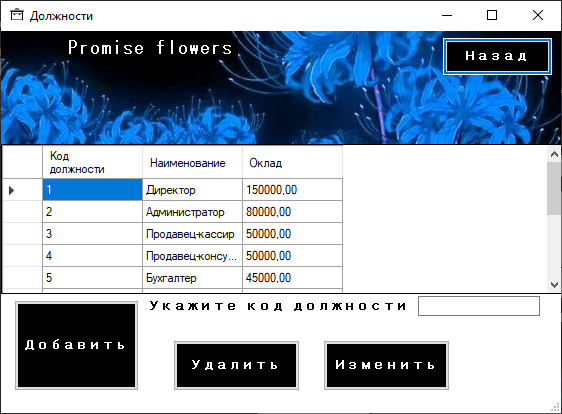 Должности
Promise flowers
Назад
Код должности Наименование Оклад
1 Директор 150000,00
2 Администратор 80000,00
3 Продавец-кассир 50000,00
4 Продавец-консу... 50000,00
5 Бухгалтер 45000,00
Укажите код должности
Добавить
Удалить Изменить